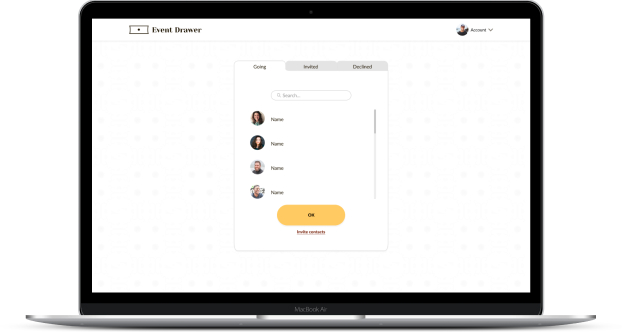 Event Drawer
Account
Going Invited Declined
Search...
Name
Name
Name
Name
OK
Invite contacts
MacBook Air